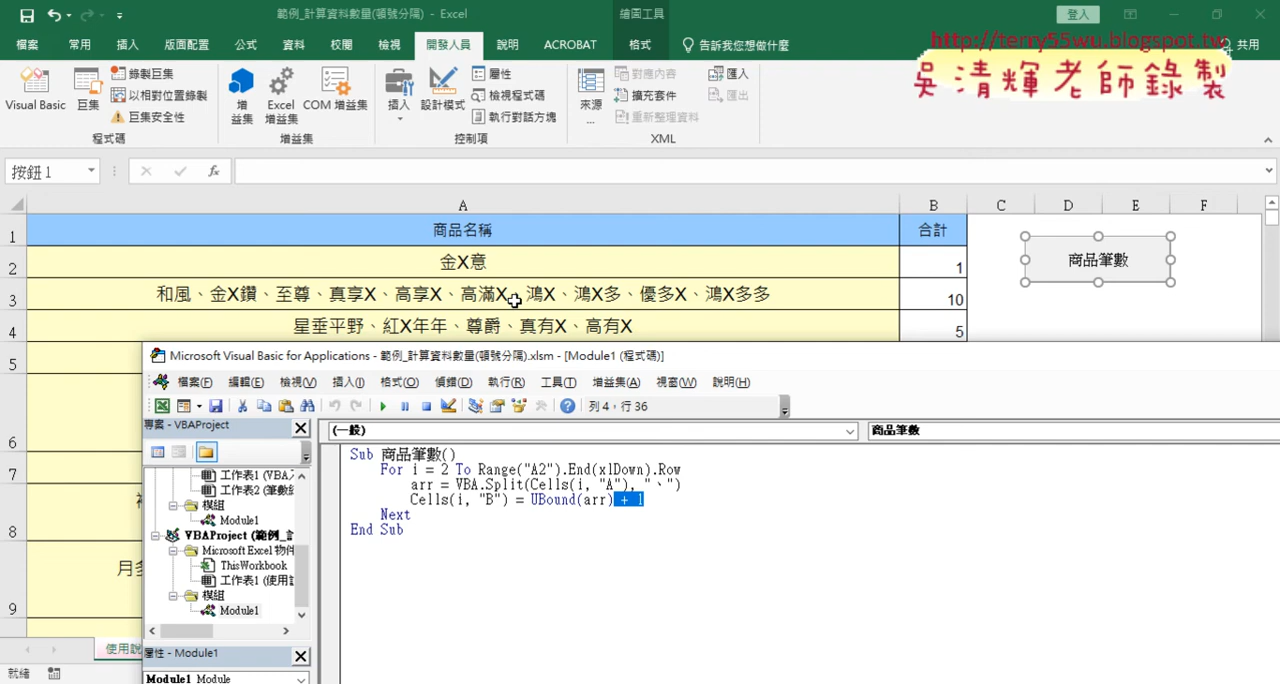 範例_計算資料數量(頓號分隔) - Excel
繪圖工具
登入
檔案 常用 插入 版面配置 公式 資料 校閱 檢視 開發人員 說明 ACROBAT 格式 告訴我您想做什麼 共用
http://terry55wu.blogspot.tw
吳清輝老師錄製
Visual Basic
巨集
錄製巨集
以相對位置錄製
巨集安全性
程式碼
增益集
Excel 增益集
COM 增益集
增益集
插入
設計模式
屬性
檢視程式碼
執行對話方塊
控制項
來源
...
對應內容
擴充套件
重新整理資料
匯入
匯出
XML
按鈕 1
fx
A B C D E F
1 商品名稱 合計
商品筆數
2 金X意 1
3 和風、金X鑽、至尊、真享X、高享X、高滿X、鴻X、鴻X多、優多X、鴻X多多 10
4 星垂平野、紅X年年、尊爵、真有X、高有X 5
5
6
7
8
9 月多
使用說
就緒
Microsoft Visual Basic for Applications - 範例_計算資料數量(頓號分隔).xlsm - [Module1 (程式碼)]
檔案(F) 編輯(E) 檢視(V) 插入(I) 格式(O) 偵錯(D) 執行(R) 工具(T) 增益集(A) 視窗(W) 說明(H)
列 4，行 36
專案 - VBAProject
(一般)
商品筆數
工作表1 (VBA
工作表2 (筆數
模組
Module1
VBAProject (範例_
Microsoft Excel 物件
ThisWorkbook
工作表1 (使用
模組
Module1
屬性 - Module1
Module1 Module
Sub 商品筆數()
For i = 2 To Range("A2").End(xlDown).Row
arr = VBA.Split(Cells(i, "A"), "、")
Cells(i, "B") = UBound(arr) + 1
Next
End Sub